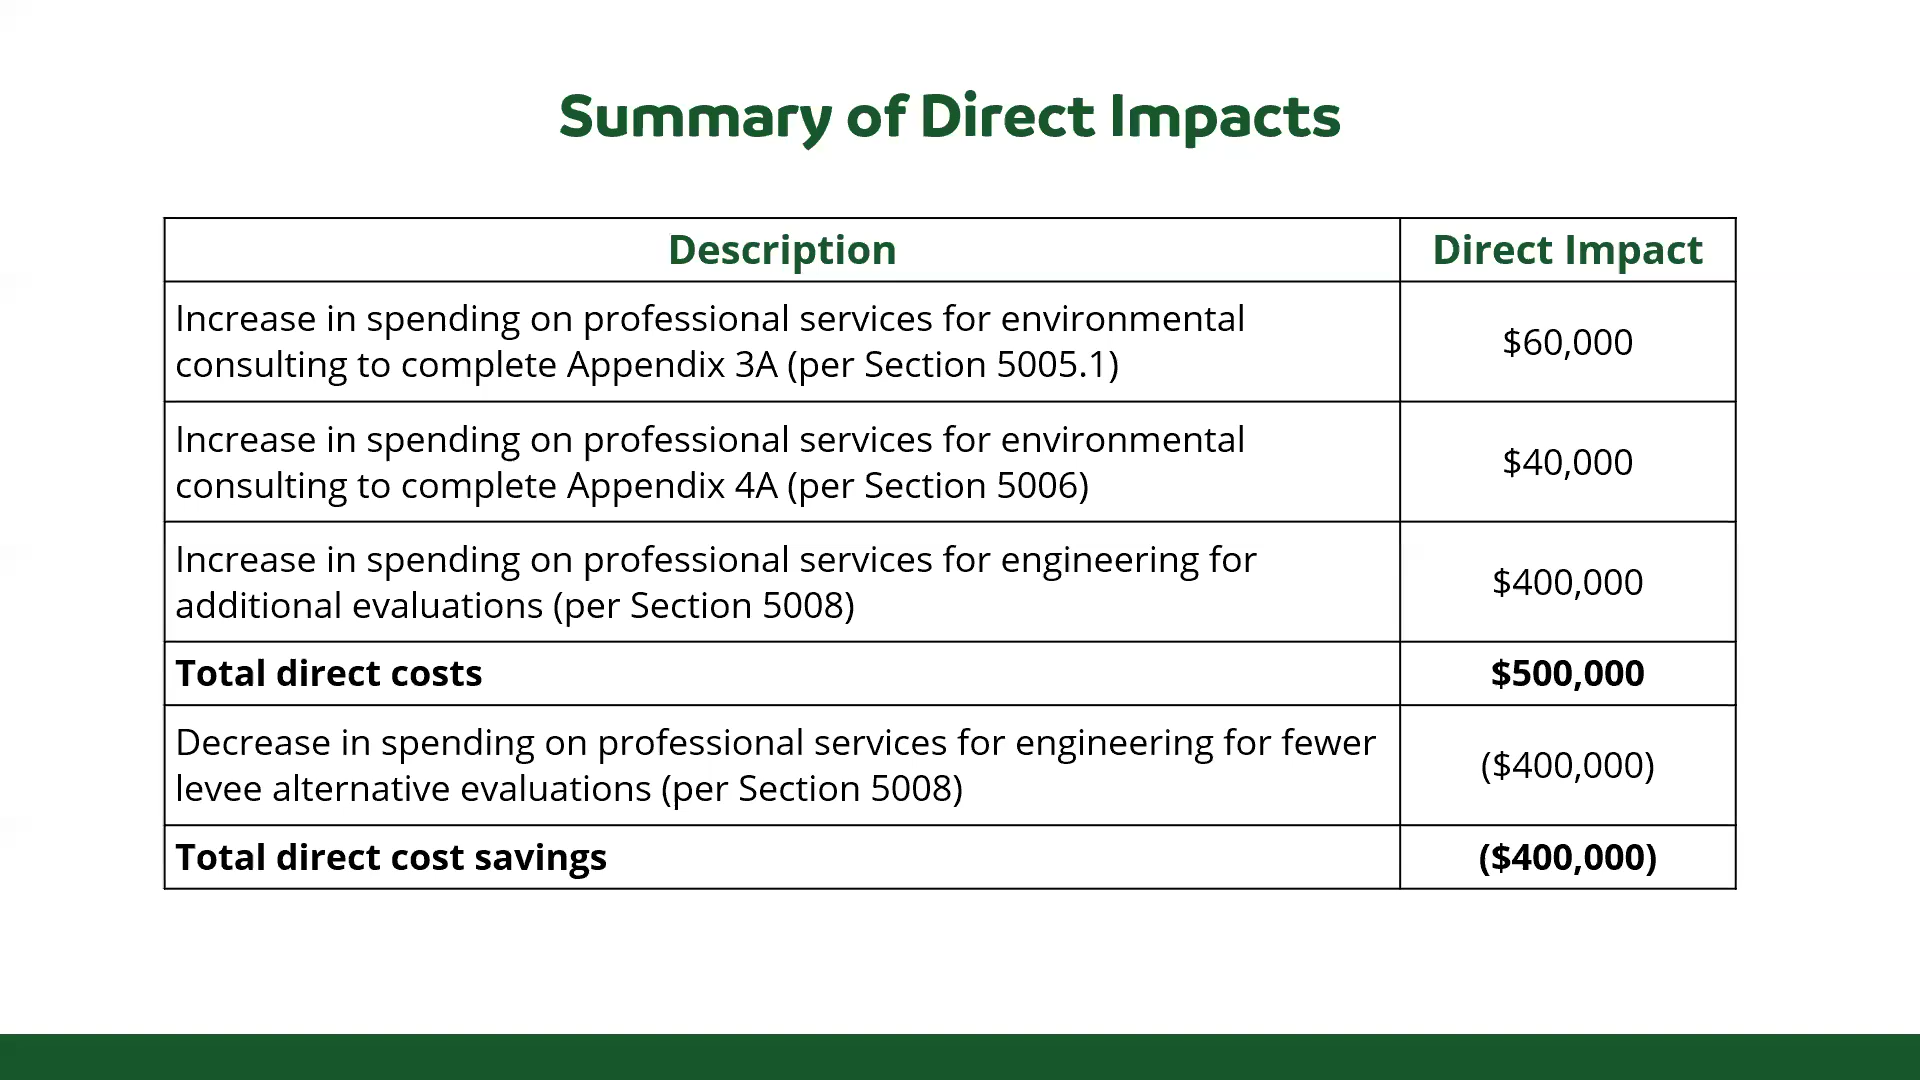 Summary of Direct Impacts
Description
Direct Impact
Increase in spending on professional services for environmental
consulting to complete Appendix 3A (per Section 5005.1)
$60,000
Increase in spending on professional services for environmental
consulting to complete Appendix 4A (per Section 5006)
$40,000
Increase in spending on professional services for engineering for
additional evaluations (per Section 5008)
$400,000
Total direct costs
$500,000
Decrease in spending on professional services for engineering for fewer
levee alternative evaluations (per Section 5008)
($400,000)
Total direct cost savings
($400,000)